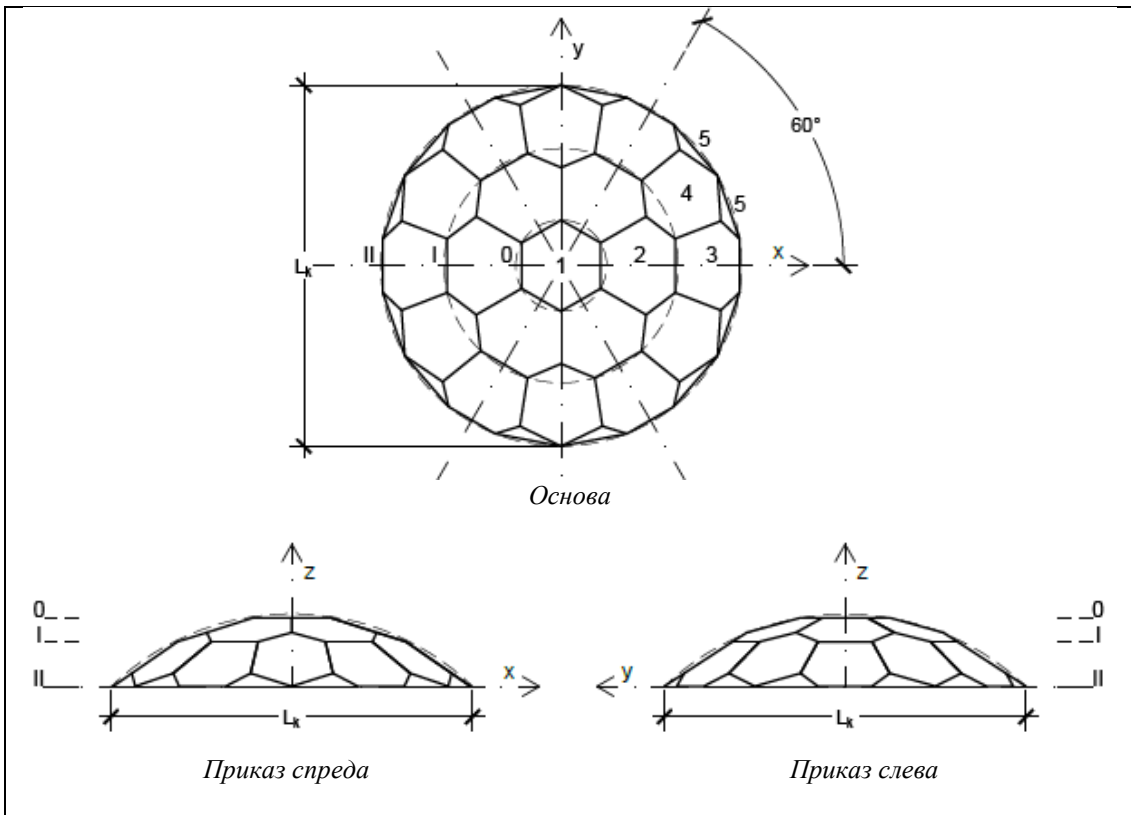 y
60°
5
4
5
x
II
I
0
1
2
3
Lₖ
Основа
z
z
0
I
II
x
Lₖ
0
I
II
y
Lₖ
Приказ спреда
Приказ слева